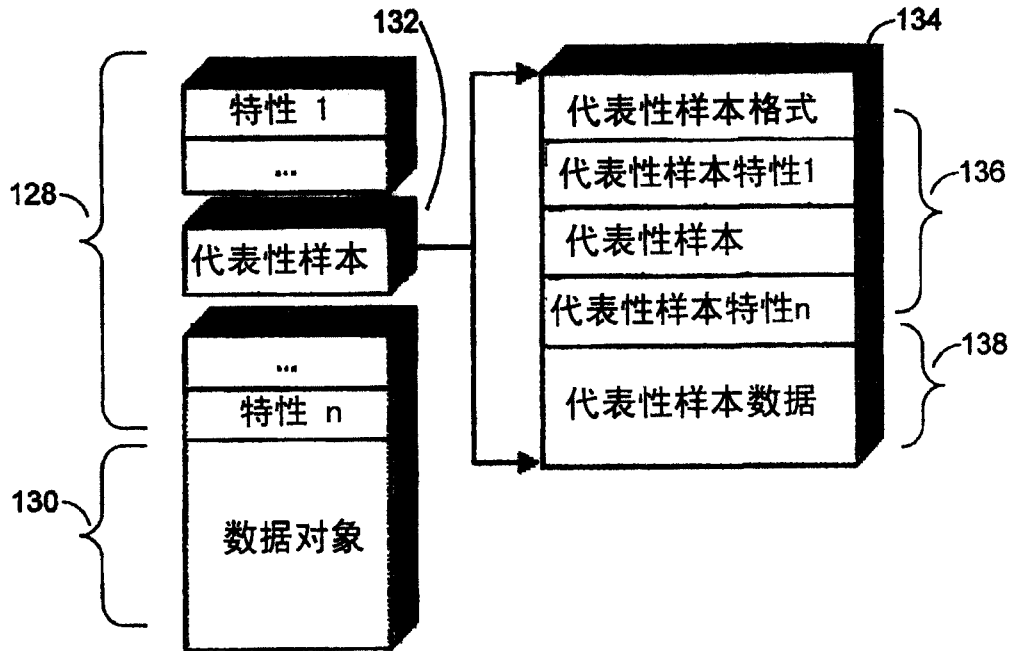 132
134
128
特性 1
...
代表性样本
...
特性 n
130
数据对象
代表性样本格式
代表性样本特性1
代表性样本
代表性样本特性n
代表性样本数据
136
138